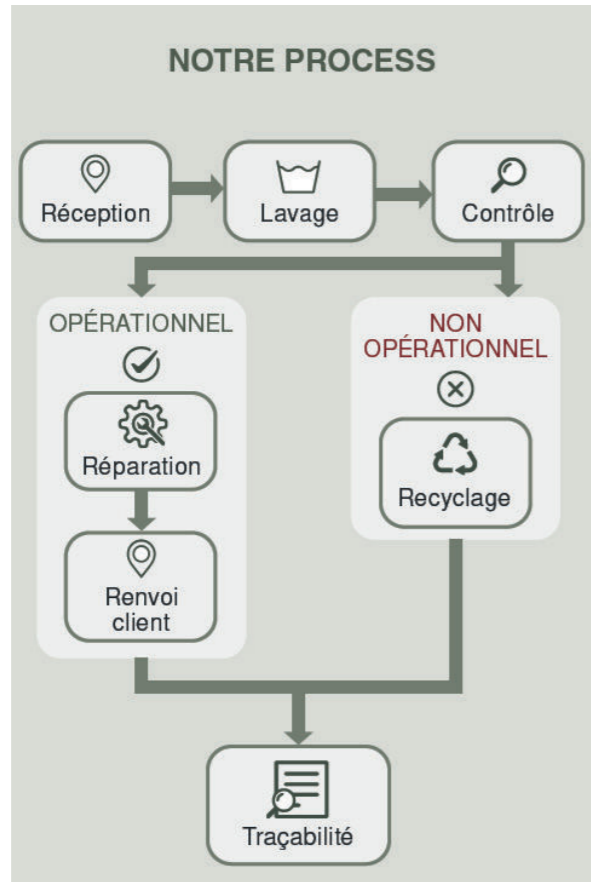 NOTRE PROCESS
Réception
Lavage
Contrôle
OPÉRATIONNEL
Réparation
Renvoi
client
NON
OPÉRATIONNEL
Recyclage
Traçabilité